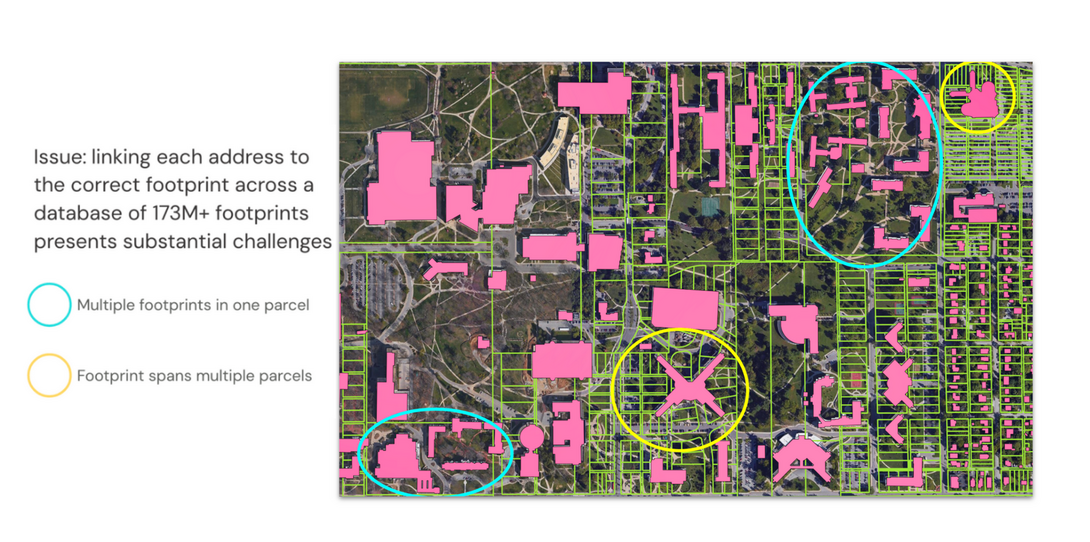 Issue: linking each address to
the correct footprint across a
database of 173M+ footprints
presents substantial challenges
Multiple footprints in one parcel
Footprint spans multiple parcels